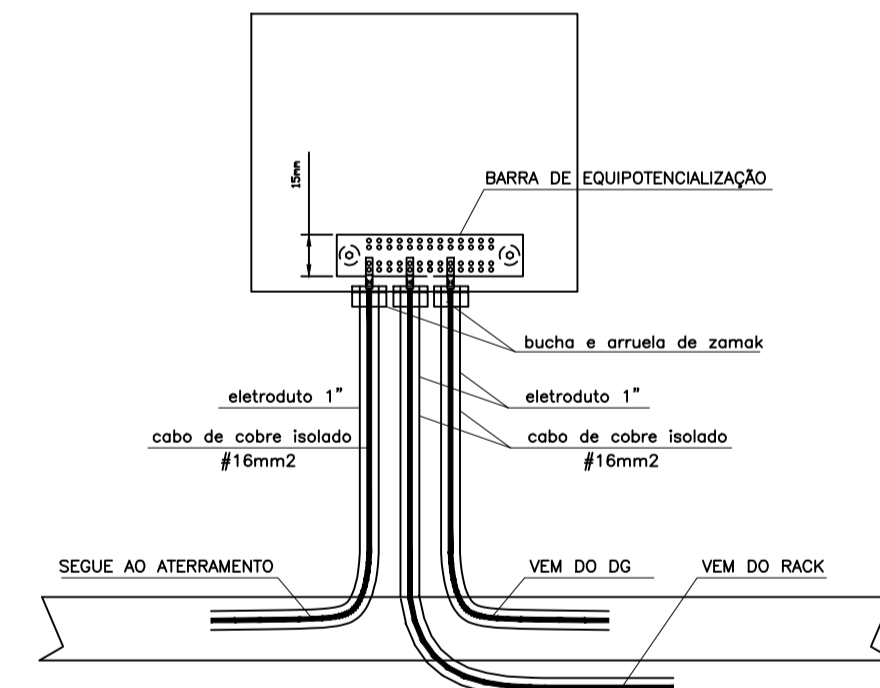 15mm
BARRA DE EQUIPOTENCIALIZAÇÃO
bucha e arruela de zamak
eletroduto 1"
eletroduto 1"
cabo de cobre isolado
#16mm2
cabo de cobre isolado
#16mm2
SEGUE AO ATERRAMENTO
VEM DO DG
VEM DO RACK